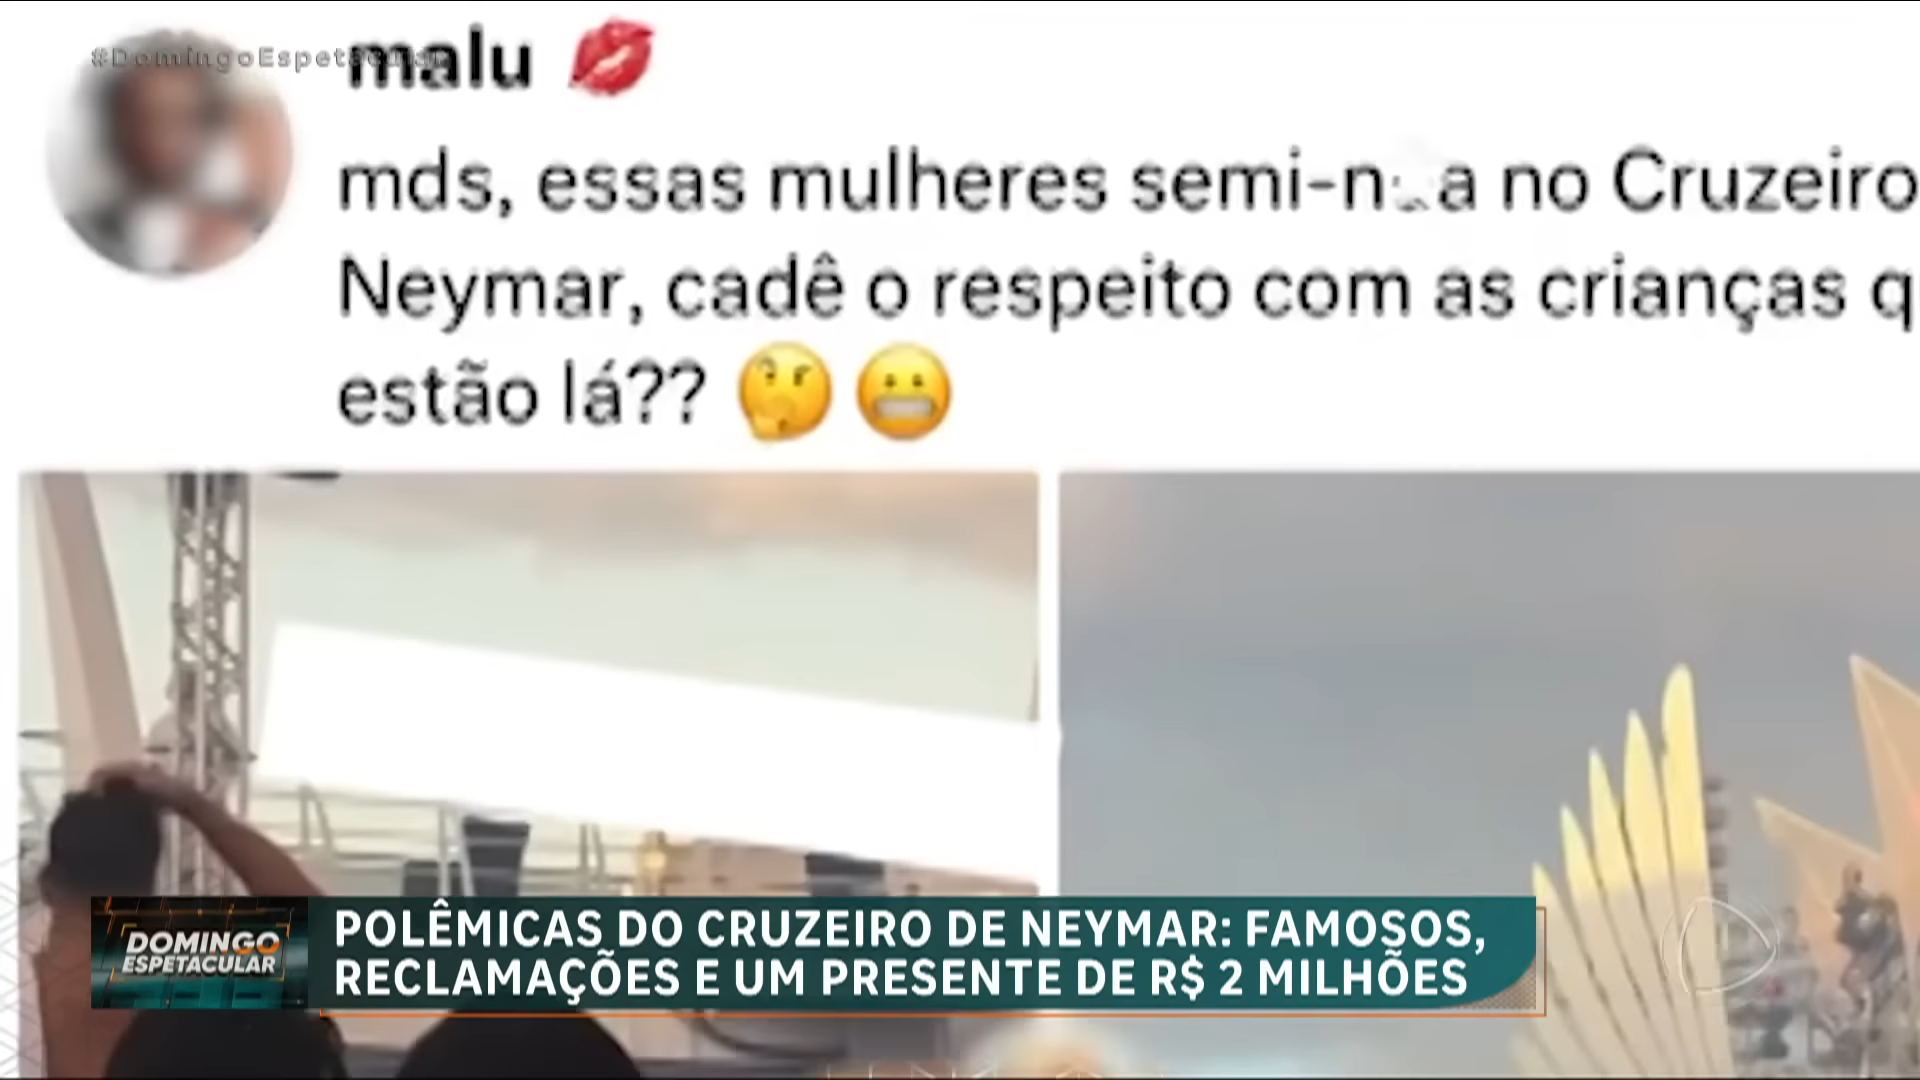 #DomingoEspetacular
malu 💋
mds, essas mulheres semi-n a no Cruzeiro
Neymar, cadê o respeito com as crianças q
estão lá?? 🤔 😬
DOMINGO
ESPETACULAR
POLÊMICAS DO CRUZEIRO DE NEYMAR: FAMOSOS,
RECLAMAÇÕES E UM PRESENTE DE R$ 2 MILHÕES